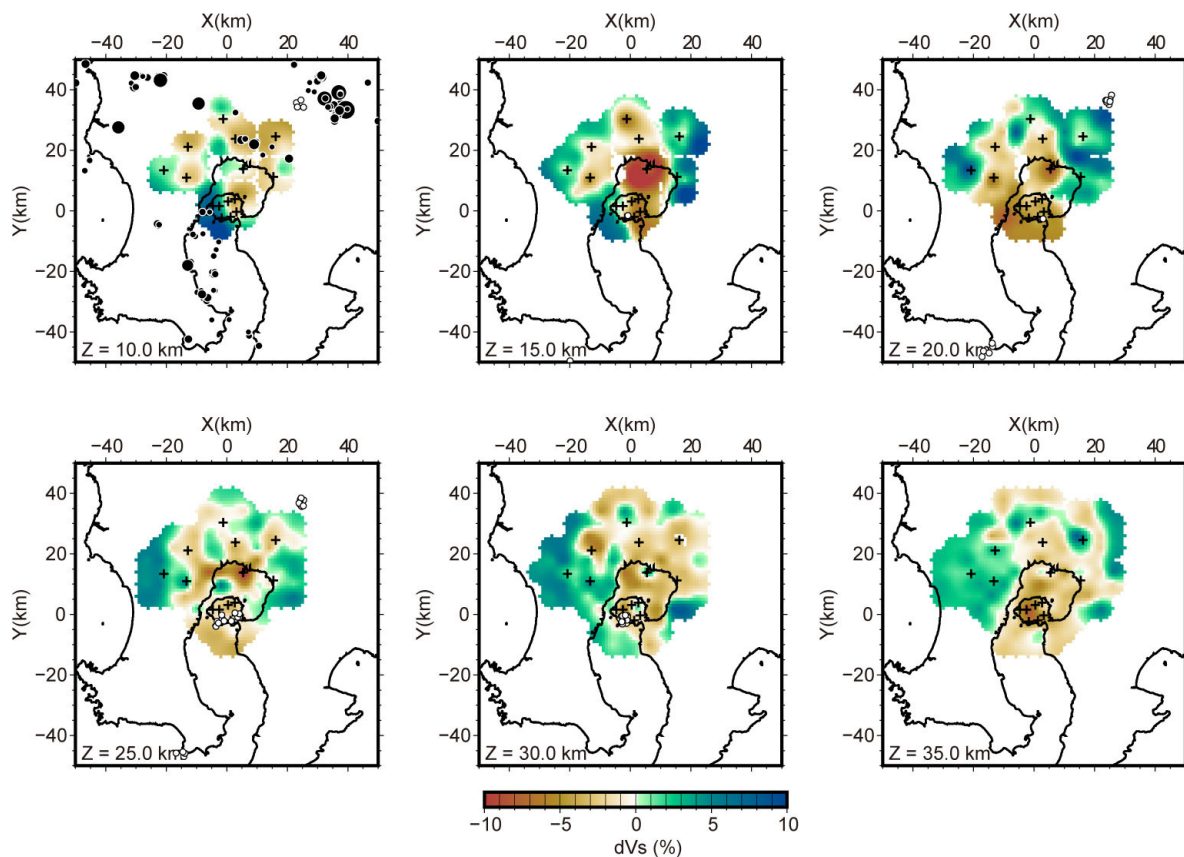 X(km) X(km) X(km)
−40 −20 0 20 40 −40 −20 0 20 40 −40 −20 0 20 40
40 40 40
20 20 20
Y(km) 0 Y(km) 0 Y(km) 0
−20 −20 −20
−40 −40 −40
Z = 10.0 km Z = 15.0 km Z = 20.0 km
X(km) X(km) X(km)
−40 −20 0 20 40 −40 −20 0 20 40 −40 −20 0 20 40
40 40 40
20 20 20
Y(km) 0 Y(km) 0 Y(km) 0
−20 −20 −20
−40 −40 −40
Z = 25.0 km Z = 30.0 km Z = 35.0 km
−10 −5 0 5 10
dVs (%)